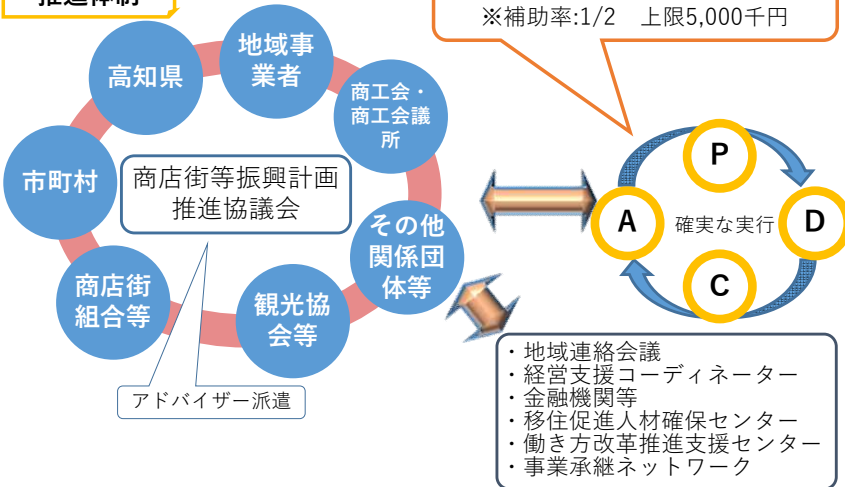 推進体制
※補助率:1/2　上限5,000千円
地域事
業者
高知県
商工会・
商工会議
所
市町村
商店街等振興計画
推進協議会
その他
関係団
体等
商店街
組合等
観光協
会等
アドバイザー派遣
P
A
確実な実行
D
C
・地域連絡会議
・経営支援コーディネーター
・金融機関等
・移住促進人材確保センター
・働き方改革推進支援センター
・事業承継ネットワーク